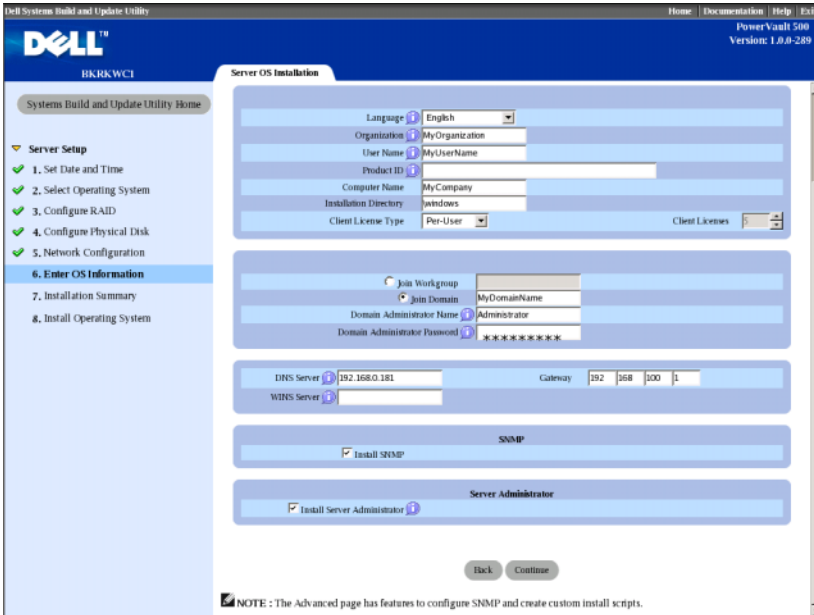 Dell Systems Build and Update Utility
Home Documentation Help Exi
DELL™
PowerVault 500
Version: 1.0.0-289
BKRKWC1
Server OS Installation
Systems Build and Update Utility Home
Server Setup
1. Set Date and Time
2. Select Operating System
3. Configure RAID
4. Configure Physical Disk
5. Network Configuration
6. Enter OS Information
7. Installation Summary
8. Install Operating System
Language i English
Organization i MyOrganization
User Name i MyUserName
Product ID i
Computer Name MyCompany
Installation Directory \windows
Client License Type Per-User Client Licenses 5
Join Workgroup
Join Domain MyDomainName
Domain Administrator Name i Administrator
Domain Administrator Password i *********
DNS Server i 192.168.0.181 Gateway 192 168 100 1
WINS Server i
SNMP
Install SNMP
Server Administrator
Install Server Administrator i
Back Continue
NOTE : The Advanced page has features to configure SNMP and create custom install scripts.